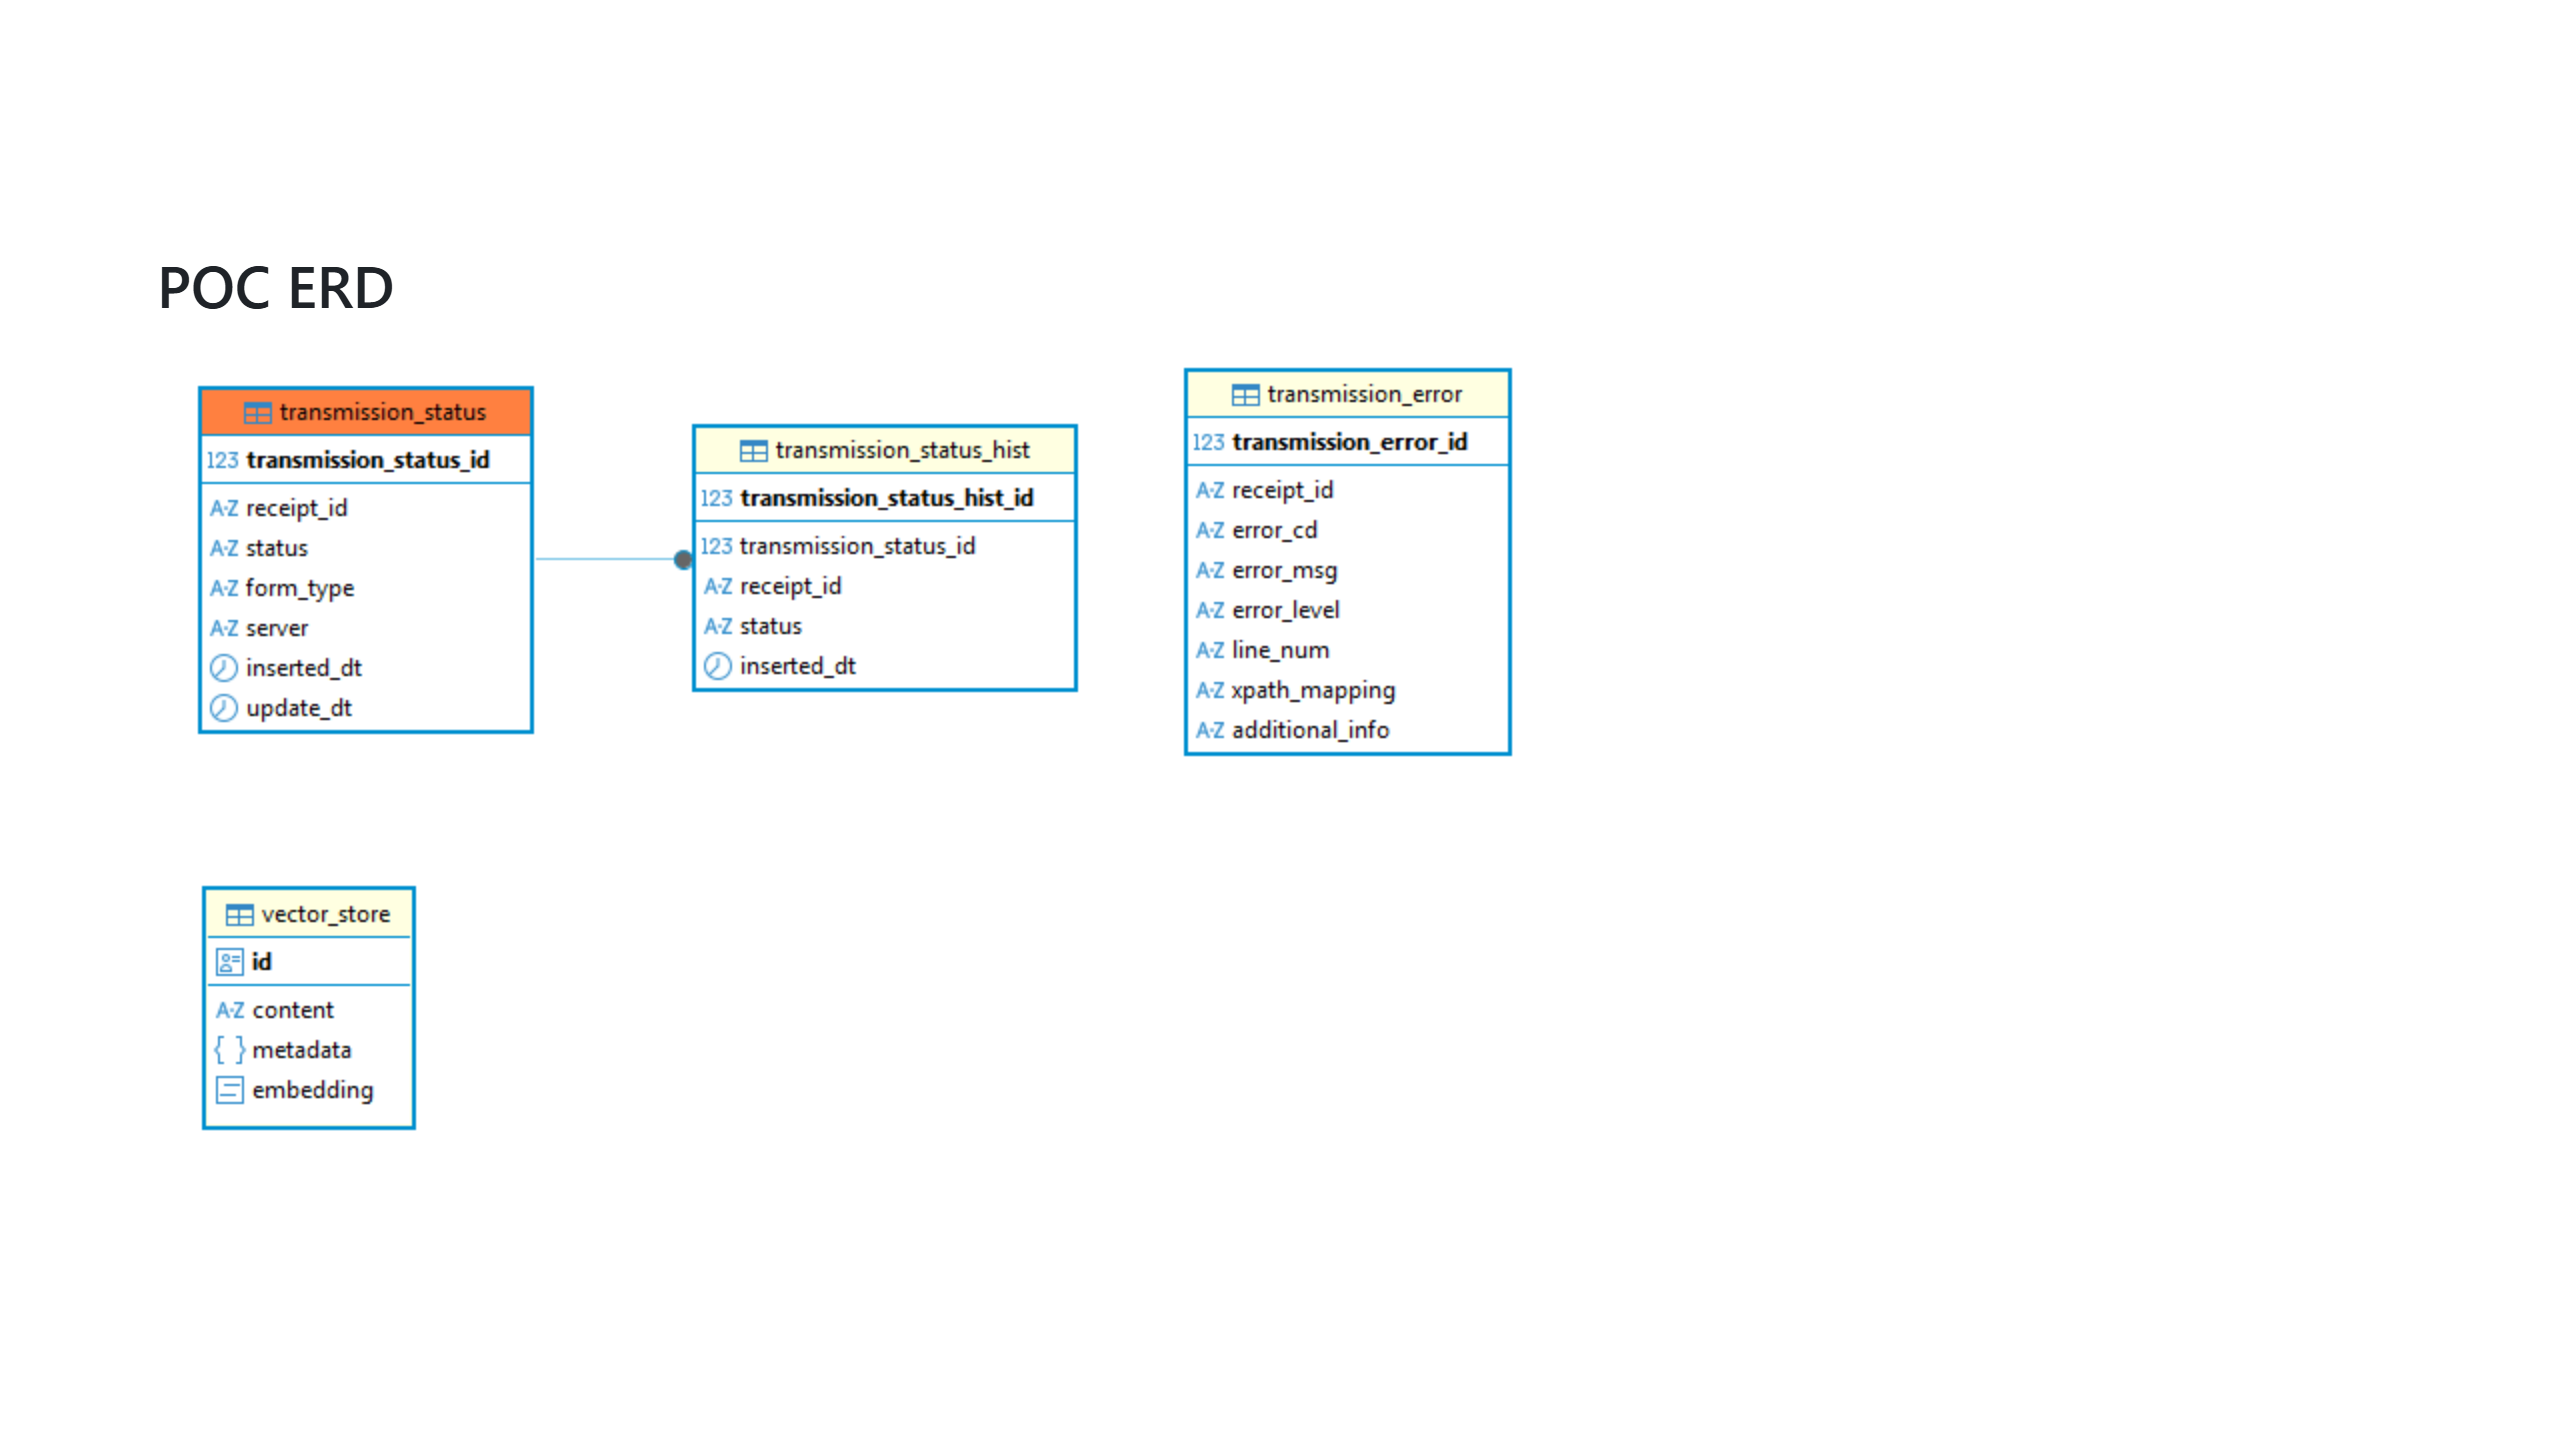 POC ERD
transmission_status
123 transmission_status_id
A-Z receipt_id
A-Z status
A-Z form_type
A-Z server
inserted_dt
update_dt
transmission_status_hist
123 transmission_status_hist_id
123 transmission_status_id
A-Z receipt_id
A-Z status
inserted_dt
transmission_error
123 transmission_error_id
A-Z receipt_id
A-Z error_cd
A-Z error_msg
A-Z error_level
A-Z line_num
A-Z xpath_mapping
A-Z additional_info
vector_store
id
A-Z content
{ } metadata
embedding